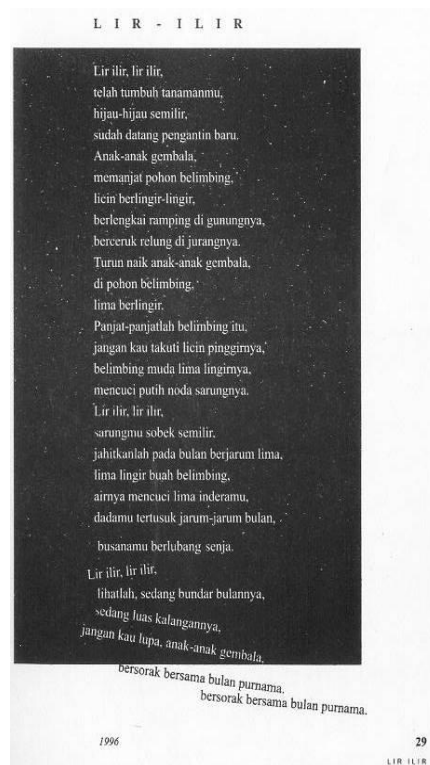 LIR-ILIR
Lir ilir, lir ilir,
telah tumbuh tanamanmu,
hijau-hijau semilir,
sudah datang pengantin baru.
Anak-anak gembala,
memanjat pohon belimbing,
licin berlingir-lingir,
berlengkai ramping di gunungnya,
berceruk relung di jurangnya.
Turun naik anak-anak gembala,
di pohon belimbing,
lima berlingir.
Panjat-panjatlah belimbing itu,
jangan kau takuti licin pinggirnya,
belimbing muda lima lingirnya,
mencuci putih noda sarungnya.
Lir ilir, lir ilir,
sarungmu sobek semilir,
jahitkanlah pada bulan berjarum lima,
lima lingir buah belimbing,
airnya mencuci lima inderamu,
dadamu tertusuk jarum-jarum bulan,
busanamu berlubang senja.
Lir ilir, lir ilir,
lihatlah, sedang bundar bulannya,
sedang luas kalangannya,
jangan kau lupa, anak-anak gembala,
bersorak bersama bulan purnama.
bersorak bersama bulan purnama.
1996
29
LIR ILIR